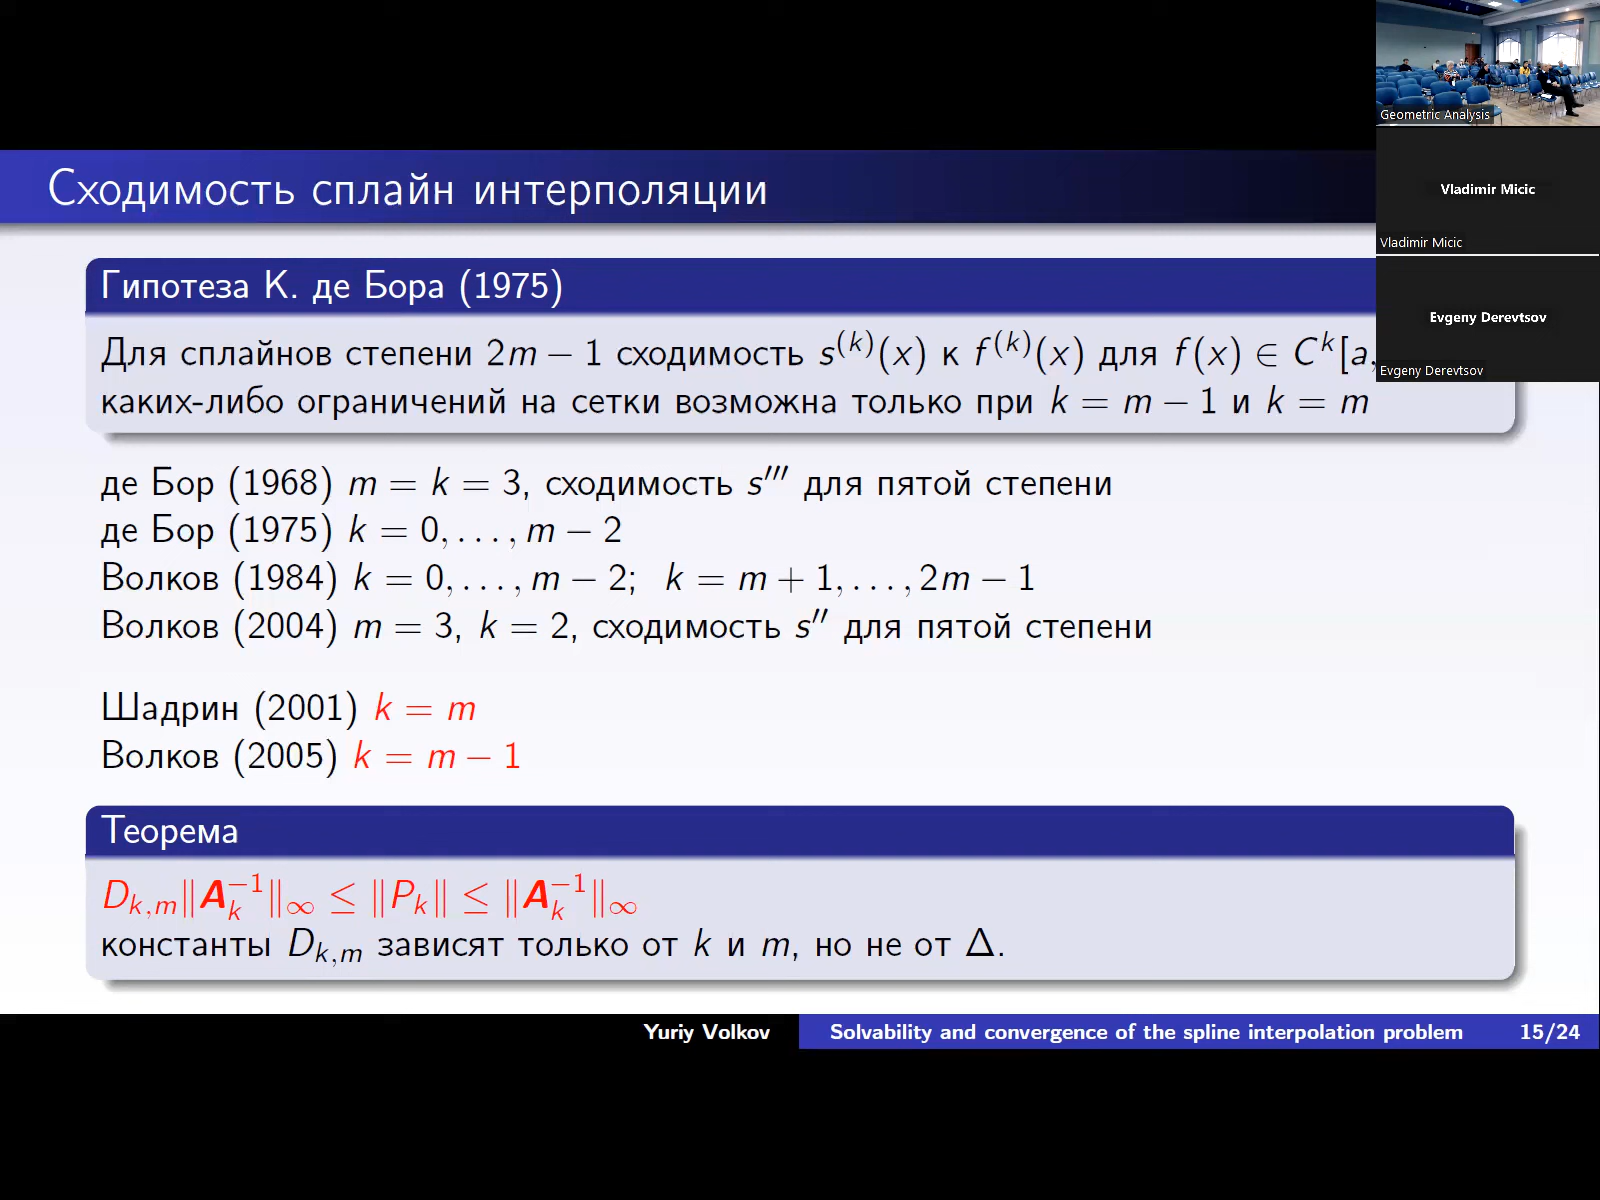 Geometric Analysis
Vladimir Micic
Vladimir Micic
Evgeny Derevtsov
Evgeny Derevtsov
Сходимость сплайн интерполяции
Гипотеза К. де Бора (1975)
Для сплайнов степени 2m − 1 сходимость s⁽ᵏ⁾(x) к f⁽ᵏ⁾(x) для f(x) ∈ Cᵏ[a,
каких-либо ограничений на сетки возможна только при k = m − 1 и k = m
де Бор (1968) m = k = 3, сходимость s‴ для пятой степени
де Бор (1975) k = 0, . . . , m − 2
Волков (1984) k = 0, . . . , m − 2; k = m + 1, . . . , 2m − 1
Волков (2004) m = 3, k = 2, сходимость s″ для пятой степени
Шадрин (2001) k = m
Волков (2005) k = m − 1
Теорема
D_{k,m}‖A_k^{−1}‖_∞ ≤ ‖P_k‖ ≤ ‖A_k^{−1}‖_∞
константы D_{k,m} зависят только от k и m, но не от Δ.
Yuriy Volkov
Solvability and convergence of the spline interpolation problem
15/24